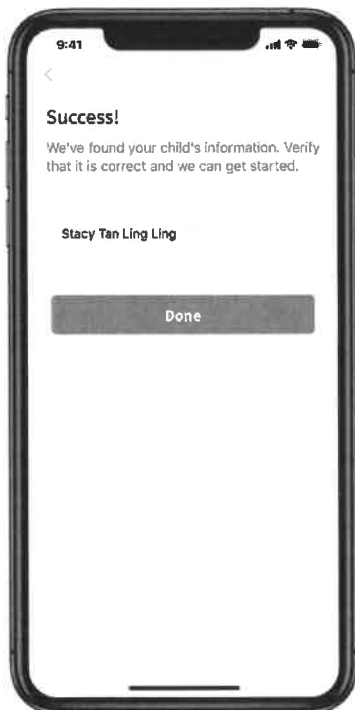 9:41
Success!
We've found your child's information. Verify
that it is correct and we can get started.
Stacy Tan Ling Ling
Done